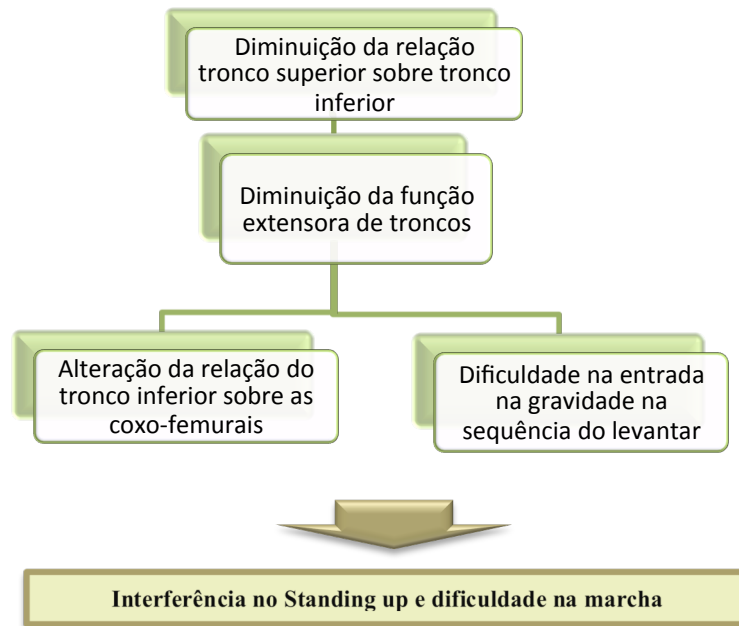 Diminuição da relação
tronco superior sobre tronco
inferior
Diminuição da função
extensora de troncos
Alteração da relação do
tronco inferior sobre as
coxo-femurais
Dificuldade na entrada
na gravidade na
sequência do levantar
Interferência no Standing up e dificuldade na marcha